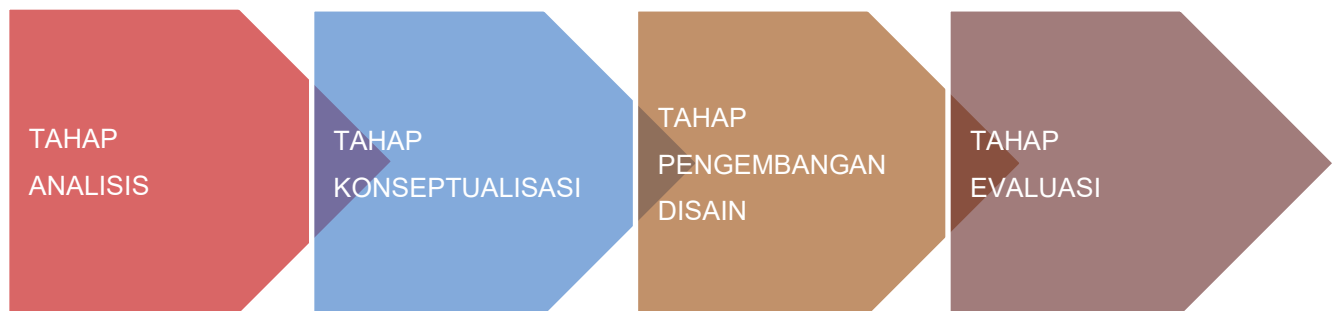 TAHAP
ANALISIS
TAHAP
KONSEPTUALISASI
TAHAP
PENGEMBANGAN
DISAIN
TAHAP
EVALUASI